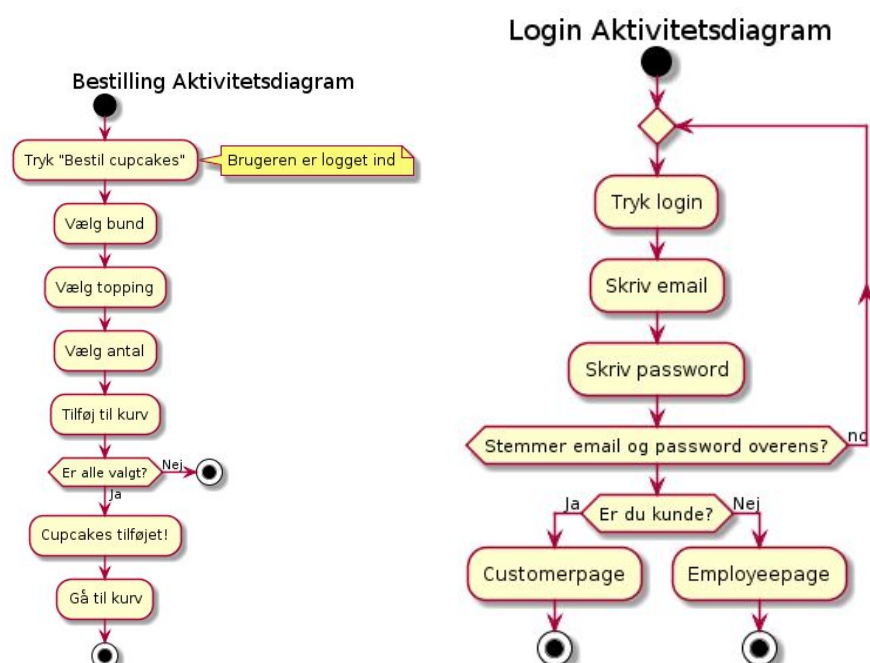 Bestilling Aktivitetsdiagram
Tryk "Bestil cupcakes"
Brugeren er logget ind
Vælg bund
Vælg topping
Vælg antal
Tilføj til kurv
Er alle valgt?
Nej
Ja
Cupcakes tilføjet!
Gå til kurv
Login Aktivitetsdiagram
Tryk login
Skriv email
Skriv password
Stemmer email og password overens?
no
Er du kunde?
Ja
Nej
Customerpage
Employeepage